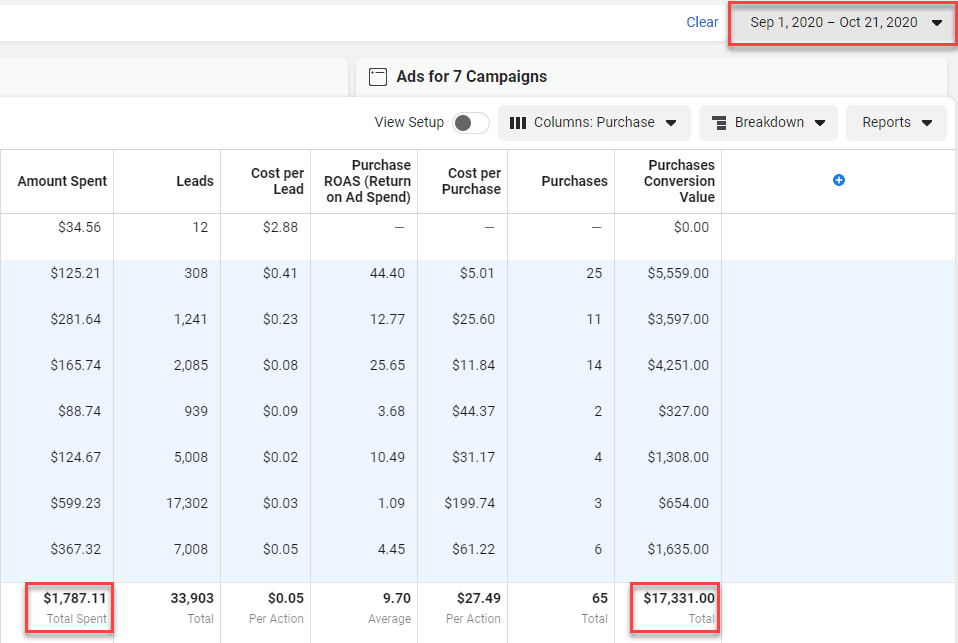 Clear Sep 1, 2020 – Oct 21, 2020
Ads for 7 Campaigns
View Setup Columns: Purchase Breakdown Reports
Amount Spent Leads Cost per Lead Purchase ROAS (Return on Ad Spend) Cost per Purchase Purchases Purchases Conversion Value
$34.56 12 $2.88 — — — $0.00
$125.21 308 $0.41 44.40 $5.01 25 $5,559.00
$281.64 1,241 $0.23 12.77 $25.60 11 $3,597.00
$165.74 2,085 $0.08 25.65 $11.84 14 $4,251.00
$88.74 939 $0.09 3.68 $44.37 2 $327.00
$124.67 5,008 $0.02 10.49 $31.17 4 $1,308.00
$599.23 17,302 $0.03 1.09 $199.74 3 $654.00
$367.32 7,008 $0.05 4.45 $61.22 6 $1,635.00
$1,787.11 33,903 $0.05 9.70 $27.49 65 $17,331.00
Total Spent Total Per Action Average Per Action Total Total